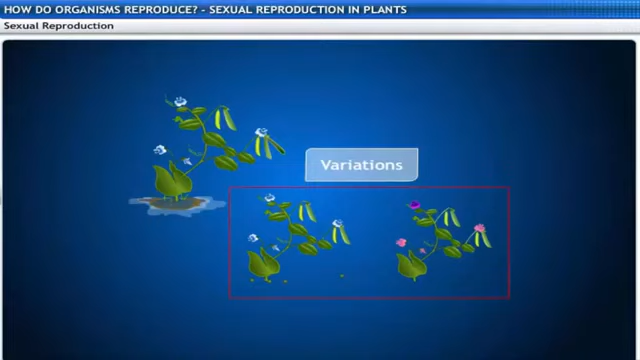 HOW DO ORGANISMS REPRODUCE? - SEXUAL REPRODUCTION IN PLANTS
Sexual Reproduction
Variations